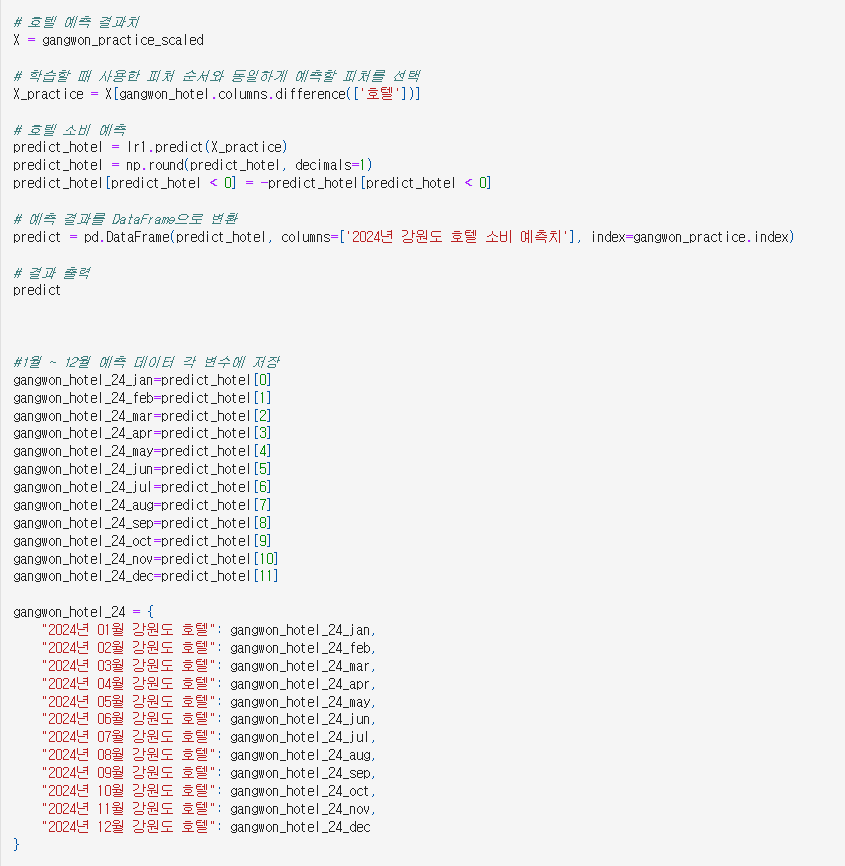 # 호텔 예측 결과치
X = gangwon_practice_scaled
# 학습할 때 사용한 피처 순서와 동일하게 예측할 피처를 선택
X_practice = X[gangwon_hotel.columns.difference(['호텔'])]
# 호텔 소비 예측
predict_hotel = lr1.predict(X_practice)
predict_hotel = np.round(predict_hotel, decimals=1)
predict_hotel[predict_hotel < 0] = -predict_hotel[predict_hotel < 0]
# 예측 결과를 DataFrame으로 변환
predict = pd.DataFrame(predict_hotel, columns=['2024년 강원도 호텔 소비 예측치'], index=gangwon_practice.index)
# 결과 출력
predict
#1월 ~ 12월 예측 데이터 각 변수에 저장
gangwon_hotel_24_jan=predict_hotel[0]
gangwon_hotel_24_feb=predict_hotel[1]
gangwon_hotel_24_mar=predict_hotel[2]
gangwon_hotel_24_apr=predict_hotel[3]
gangwon_hotel_24_may=predict_hotel[4]
gangwon_hotel_24_jun=predict_hotel[5]
gangwon_hotel_24_jul=predict_hotel[6]
gangwon_hotel_24_aug=predict_hotel[7]
gangwon_hotel_24_sep=predict_hotel[8]
gangwon_hotel_24_oct=predict_hotel[9]
gangwon_hotel_24_nov=predict_hotel[10]
gangwon_hotel_24_dec=predict_hotel[11]
gangwon_hotel_24 = {
"2024년 01월 강원도 호텔": gangwon_hotel_24_jan,
"2024년 02월 강원도 호텔": gangwon_hotel_24_feb,
"2024년 03월 강원도 호텔": gangwon_hotel_24_mar,
"2024년 04월 강원도 호텔": gangwon_hotel_24_apr,
"2024년 05월 강원도 호텔": gangwon_hotel_24_may,
"2024년 06월 강원도 호텔": gangwon_hotel_24_jun,
"2024년 07월 강원도 호텔": gangwon_hotel_24_jul,
"2024년 08월 강원도 호텔": gangwon_hotel_24_aug,
"2024년 09월 강원도 호텔": gangwon_hotel_24_sep,
"2024년 10월 강원도 호텔": gangwon_hotel_24_oct,
"2024년 11월 강원도 호텔": gangwon_hotel_24_nov,
"2024년 12월 강원도 호텔": gangwon_hotel_24_dec
}